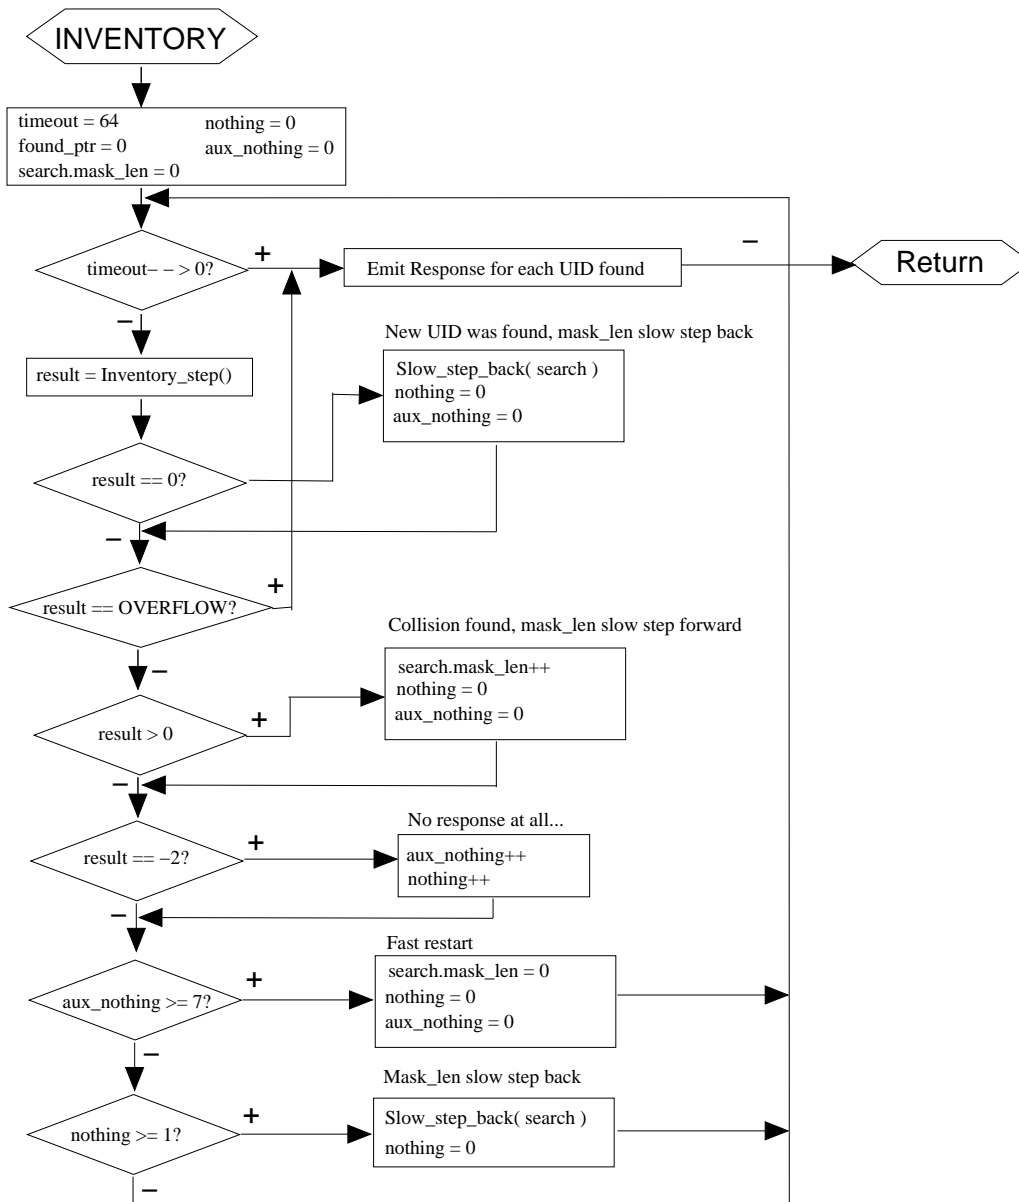 INVENTORY
timeout = 64
nothing = 0
found_ptr = 0
aux_nothing = 0
search.mask_len = 0
timeout− − > 0?
+
Emit Response for each UID found
−
Return
−
New UID was found, mask_len slow step back
result = Inventory_step()
Slow_step_back( search )
nothing = 0
aux_nothing = 0
result == 0?
−
result == OVERFLOW?
+
Collision found, mask_len slow step forward
−
search.mask_len++
nothing = 0
aux_nothing = 0
result > 0
+
−
No response at all...
result == −2?
+
aux_nothing++
nothing++
−
Fast restart
search.mask_len = 0
nothing = 0
aux_nothing = 0
aux_nothing >= 7?
+
−
Mask_len slow step back
Slow_step_back( search )
nothing = 0
nothing >= 1?
+
−